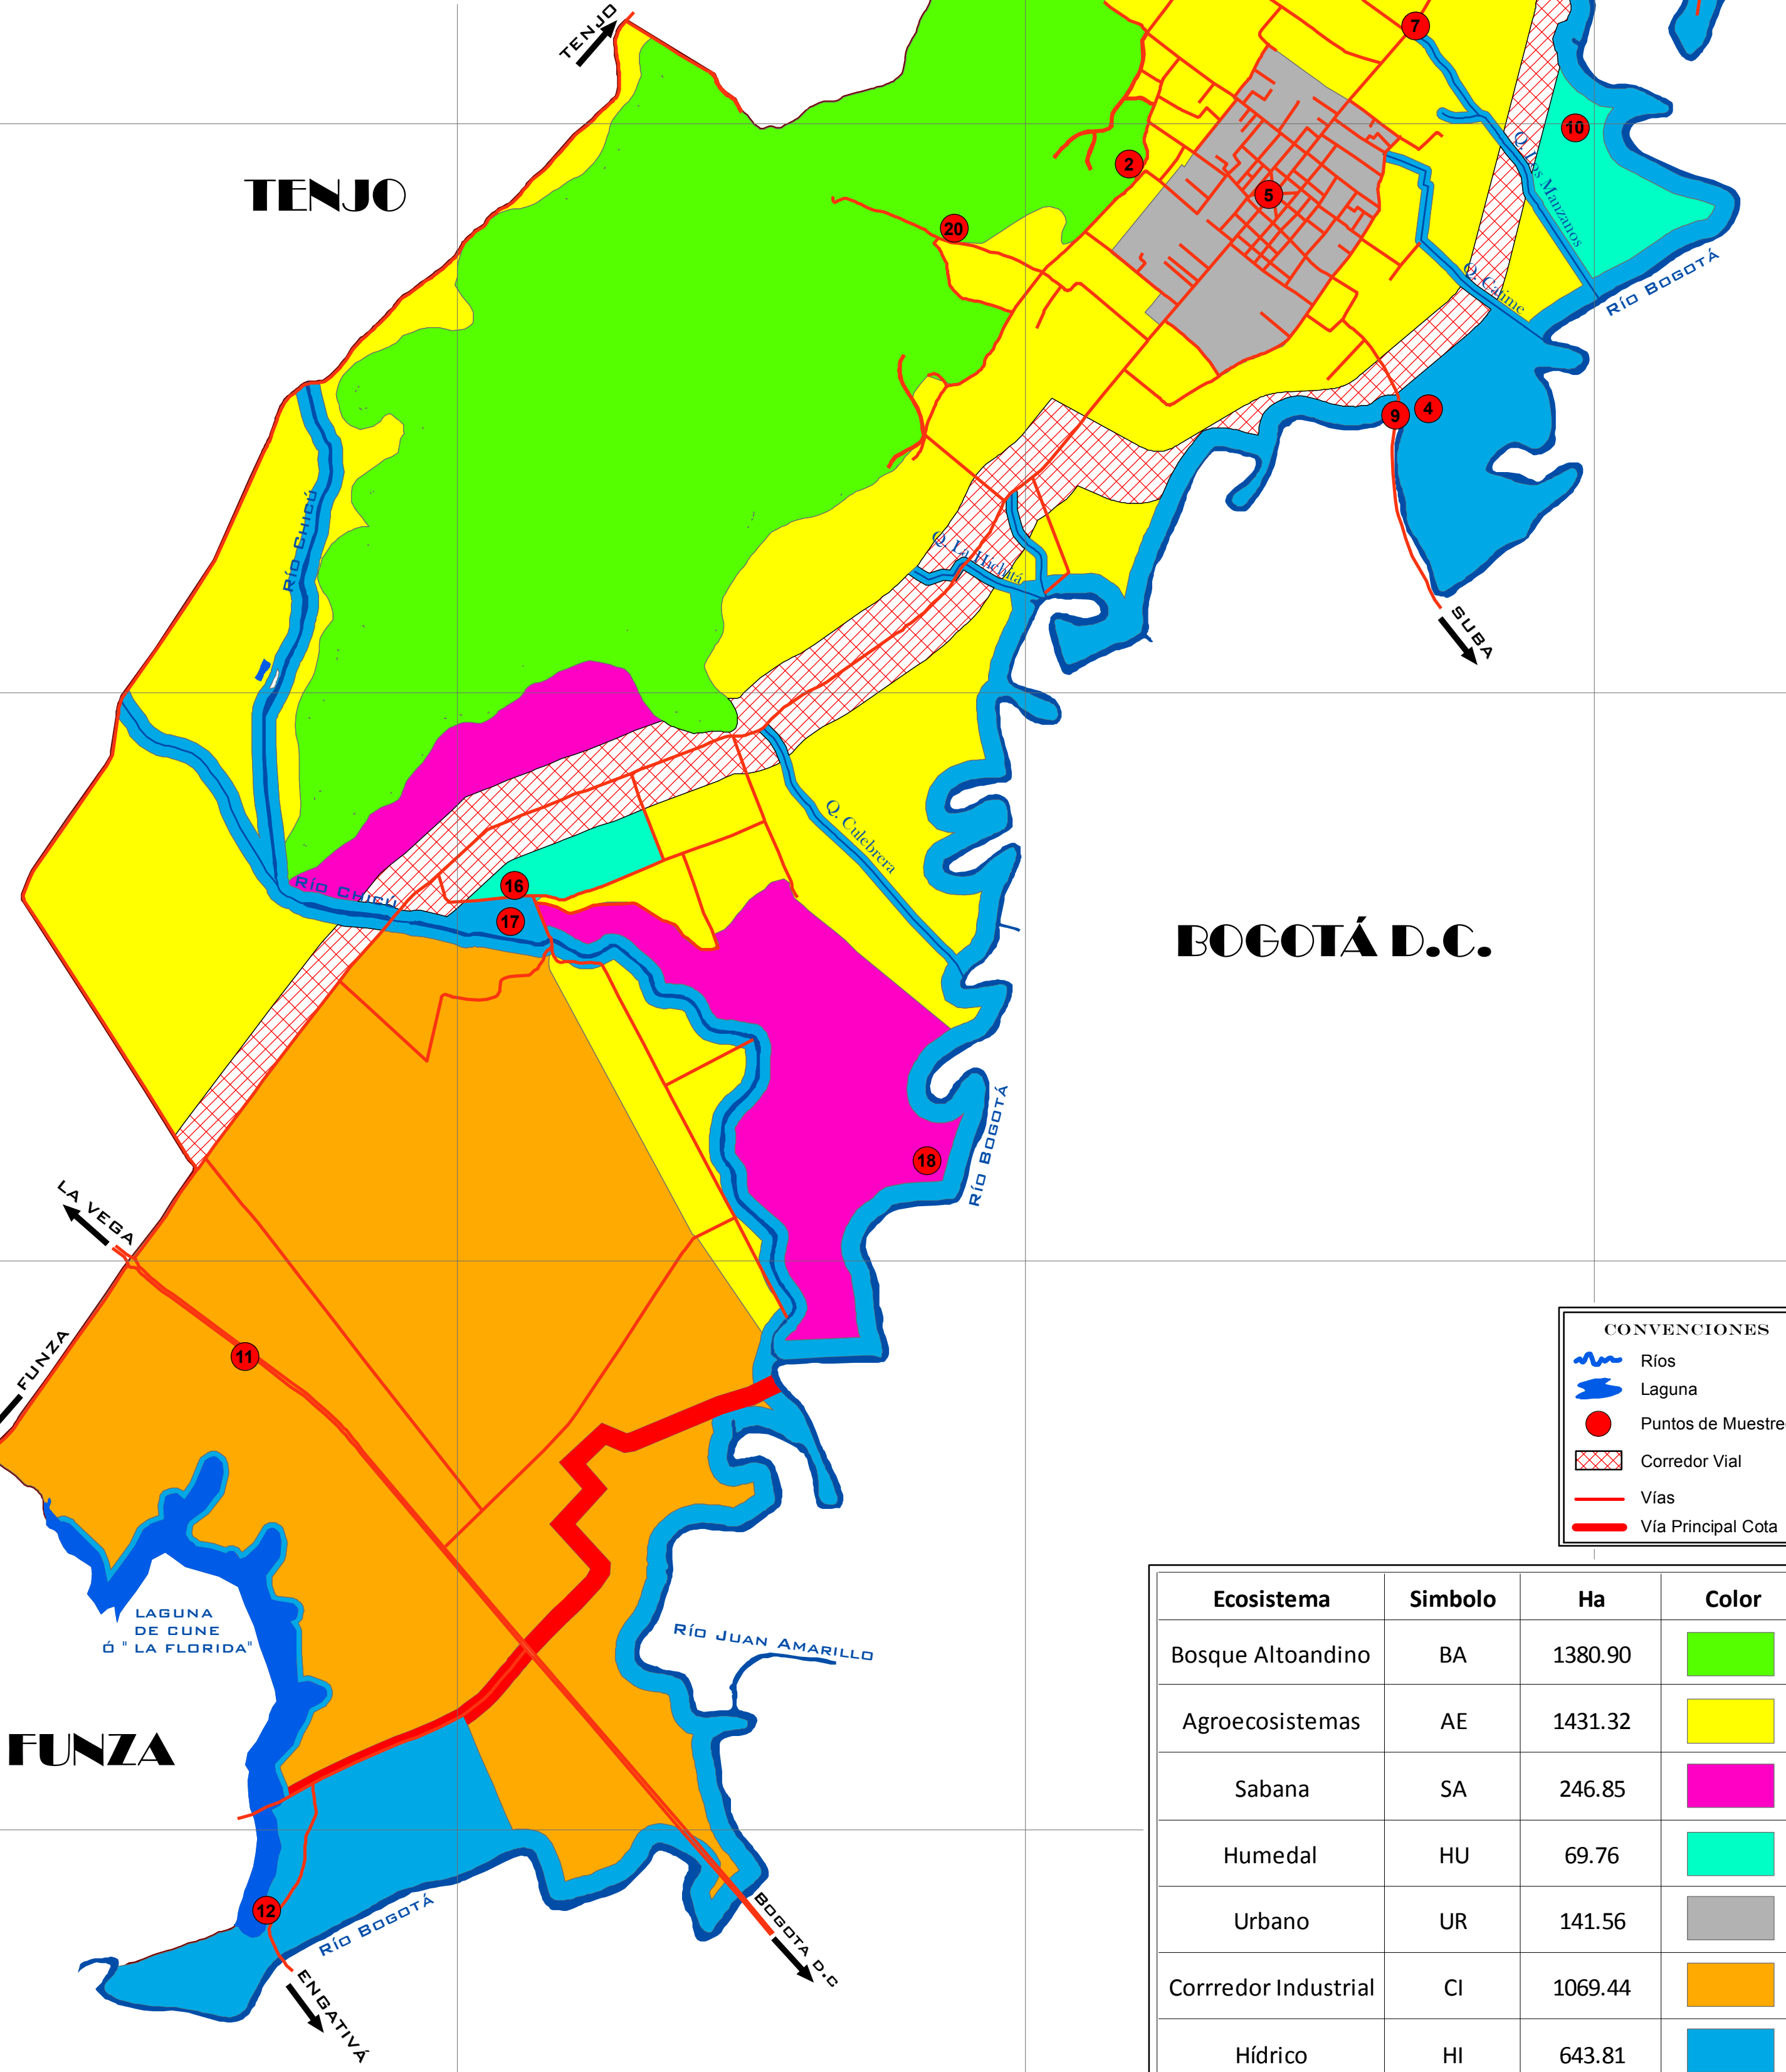 TENJO
7
10
2
5
20
Q. Los Manzanos
TENJO
Q. Catime
RÍO BOGOTÁ
9
4
RÍO CHICÚ
Q. La Hichitá
SUBA
Q. Culebrera
RÍO CHICÚ
16
17
BOGOTÁ D.C.
18
RÍO BOGOTÁ
LA VEGA
FUNZA
11
CONVENCIONES
Ríos
Laguna
Puntos de Muestre
Corredor Vial
Vías
Vía Principal Cota
LAGUNA
DE CUNE
Ó " LA FLORIDA"
RÍO JUAN AMARILLO
FUNZA
12
RÍO BOGOTÁ
BOGOTA D.C
ENGATIVÁ
Ecosistema Simbolo Ha Color
Bosque Altoandino BA 1380.90
Agroecosistemas AE 1431.32
Sabana SA 246.85
Humedal HU 69.76
Urbano UR 141.56
Corrredor Industrial CI 1069.44
Hídrico HI 643.81